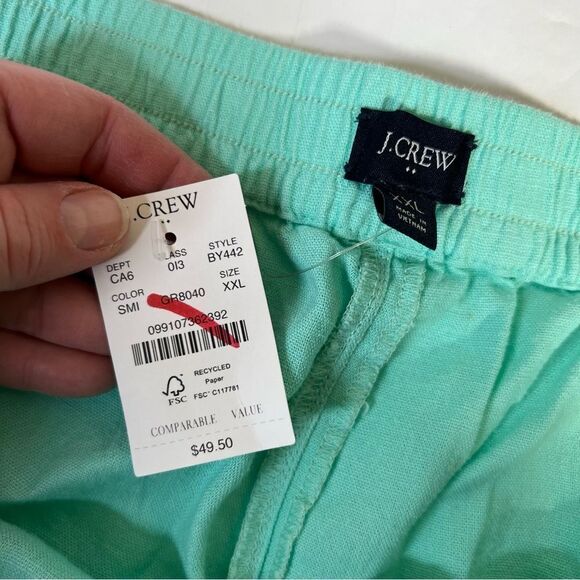 J.CREW
XXL
MADE IN
VIETNAM
J.CREW
DEPT CLASS STYLE
CA6 013 BY442
COLOR SIZE
SMI GR8040 XXL
099107362392
FSC
RECYCLED
Paper
FSC® C117781
COMPARABLE VALUE
$49.50